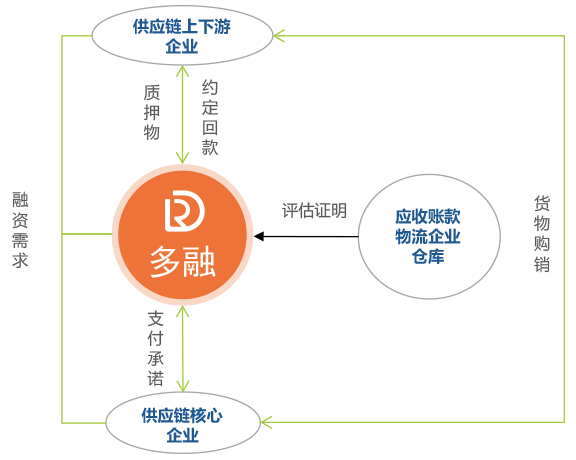 供应链上下游
企业
质押物
约定回款
融资需求
多融
评估证明
应收账款
物流企业
仓库
货物购销
支付承诺
供应链核心
企业